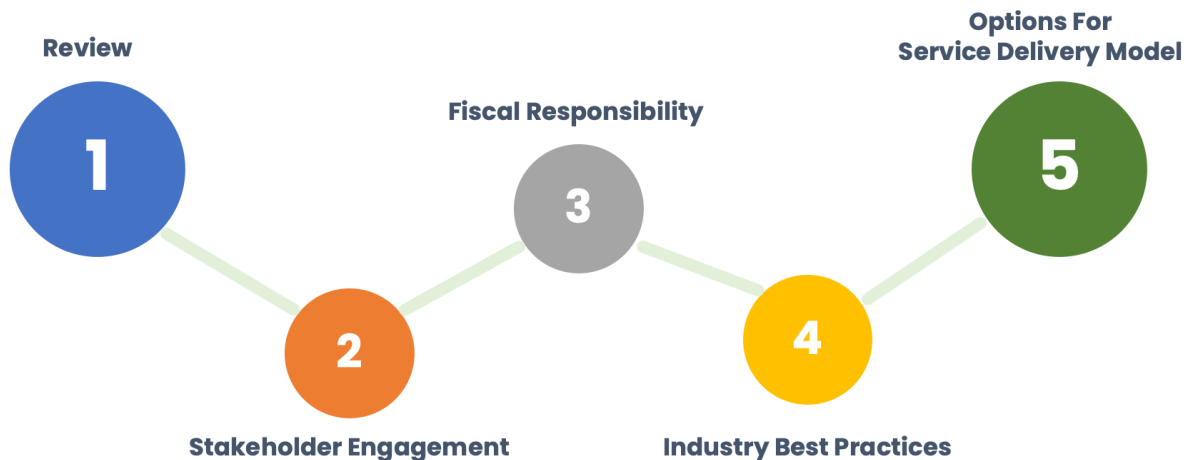 Review
1
2
Stakeholder Engagement
Fiscal Responsibility
3
4
Industry Best Practices
Options For
Service Delivery Model
5